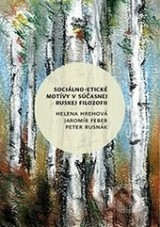 SOCIÁLNO-ETICKÉ
MOTÍVY V SÚČASNEJ
RUSKEJ FILOZOFII
HELENA HREHOVÁ
JAROMÍR FEBER
PETER RUSNÁK